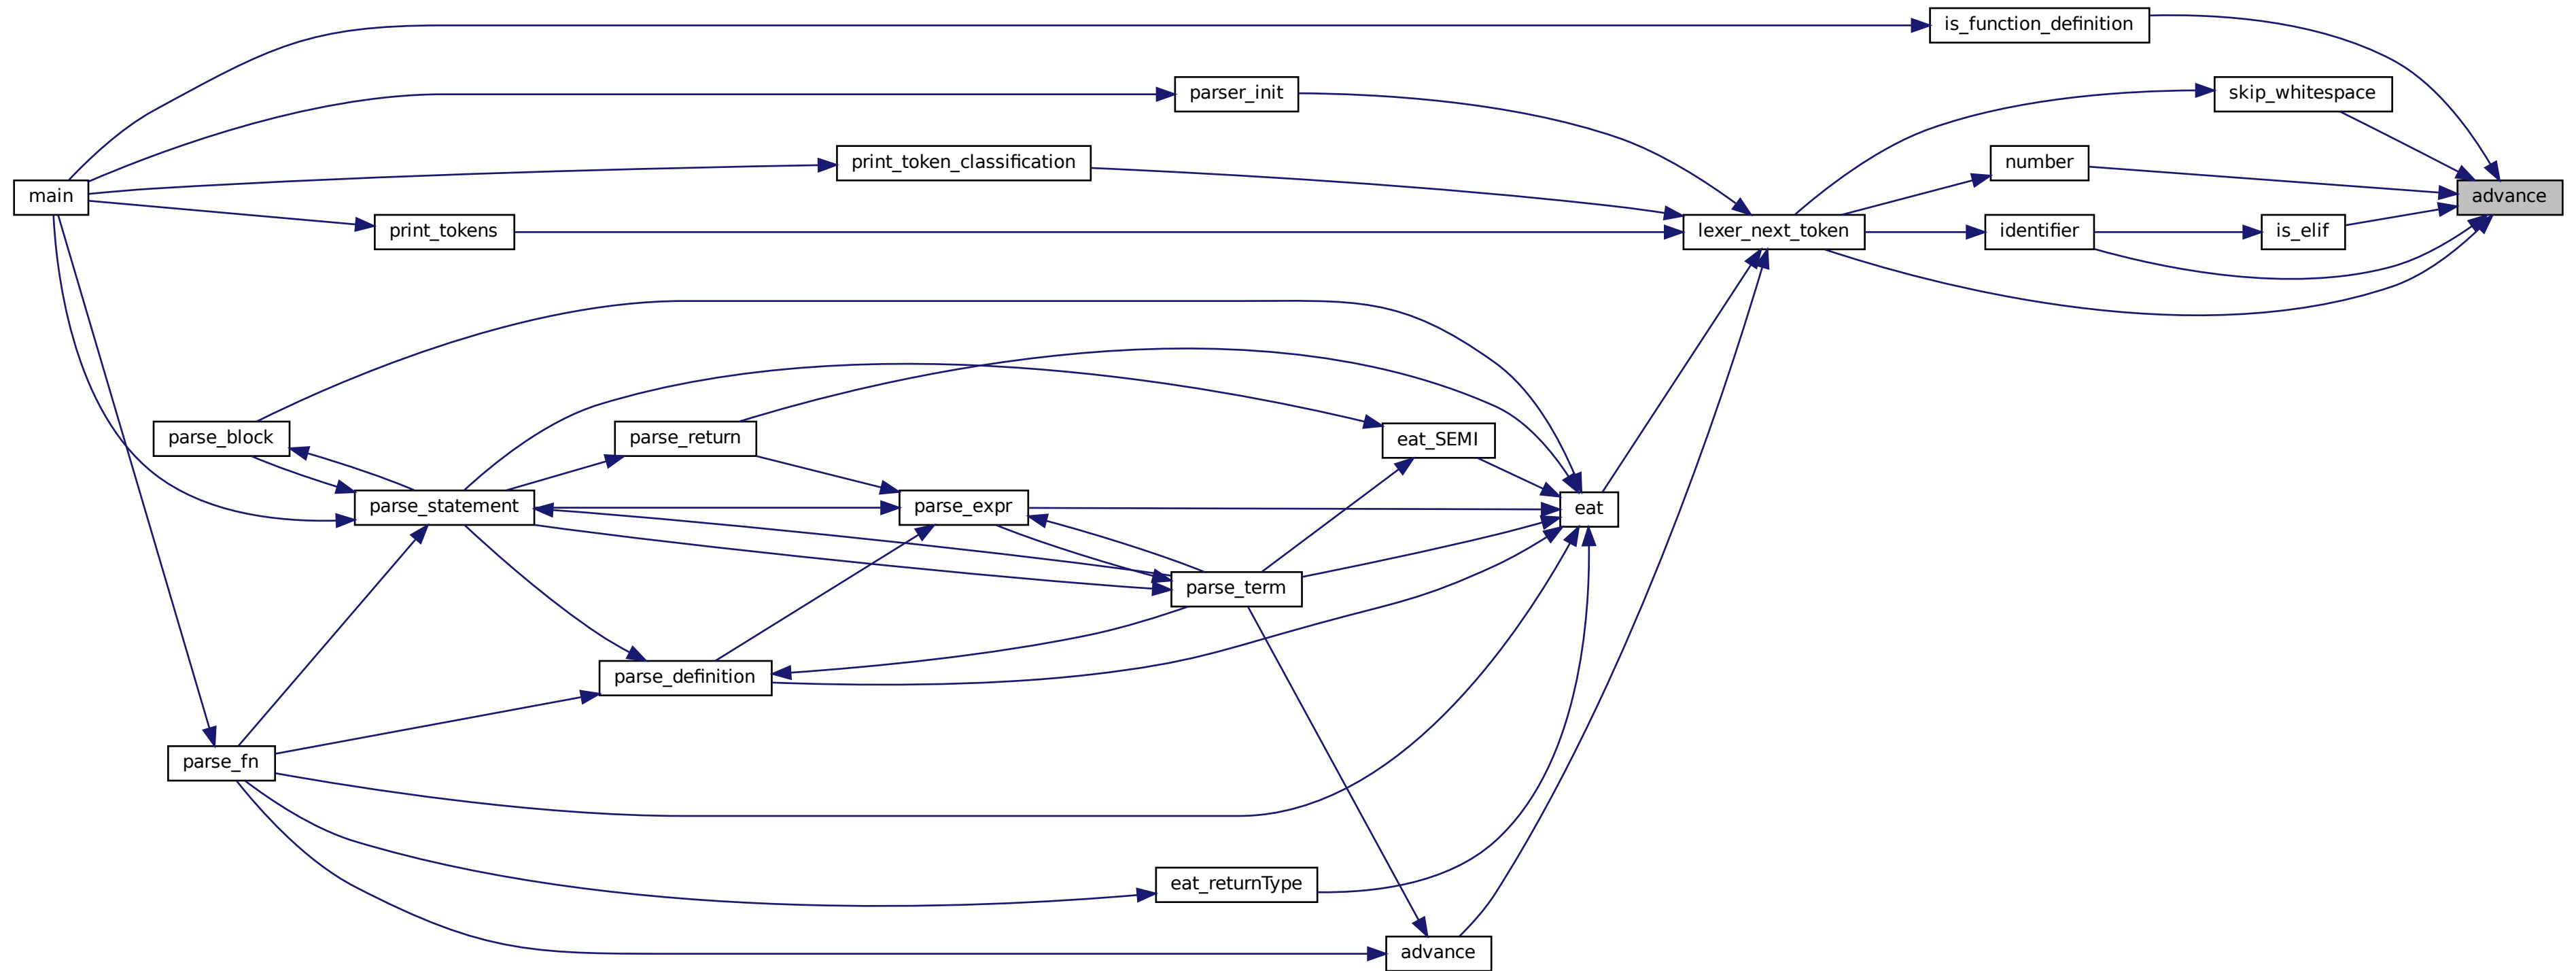 is_function_definition
parser_init
skip_whitespace
print_token_classification
number
main
advance
print_tokens
lexer_next_token
identifier
is_elif
parse_block
parse_return
eat_SEMI
parse_statement
parse_expr
eat
parse_term
parse_definition
parse_fn
eat_returnType
advance